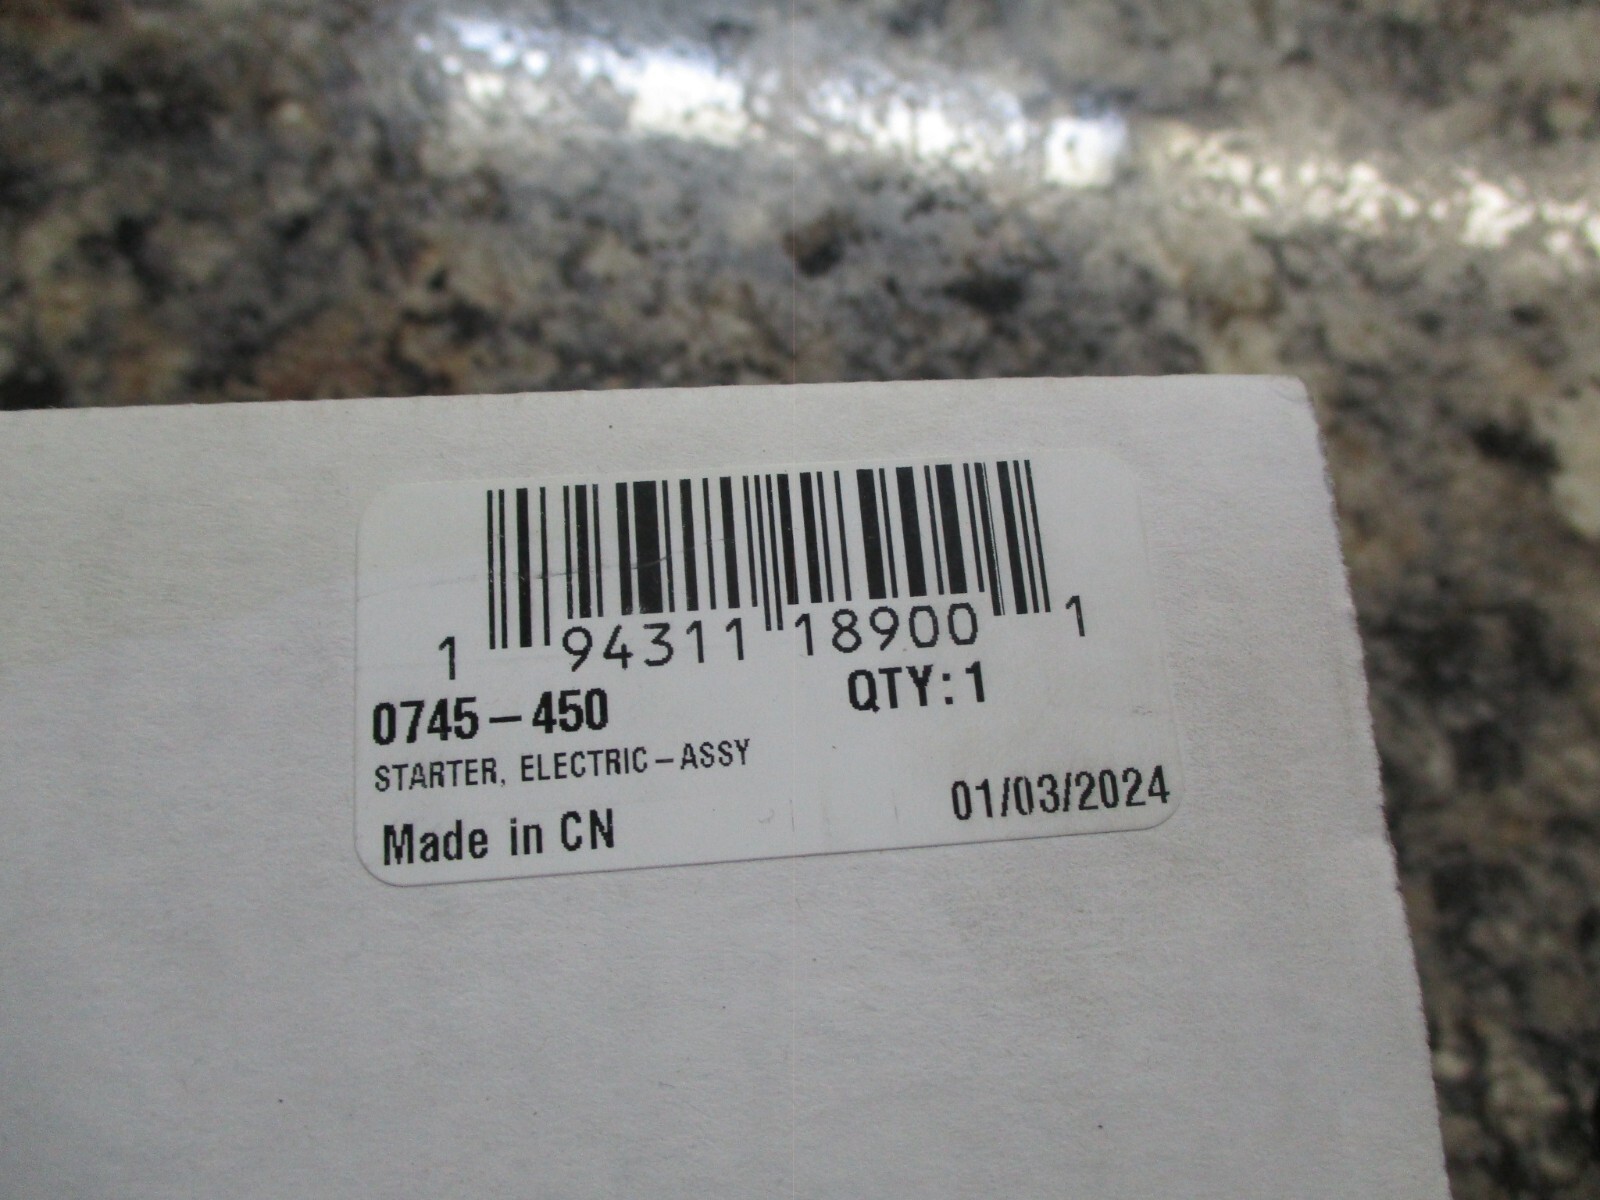 1 94311 18900 1
0745-450 QTY: 1
STARTER, ELECTRIC-ASSY
Made in CN 01/03/2024